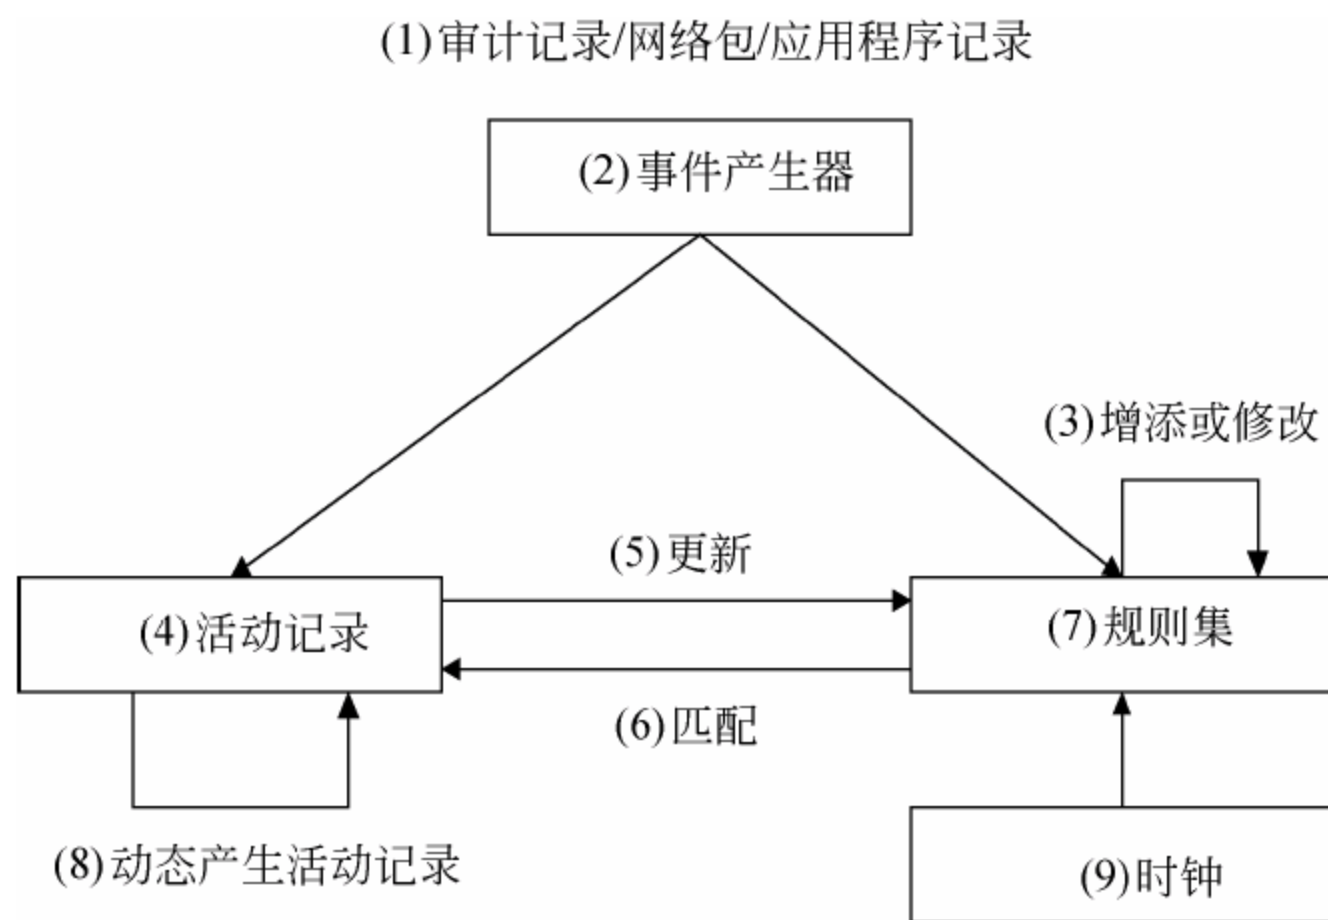 (1)审计记录/网络包/应用程序记录
(2)事件产生器
(3)增添或修改
(5)更新
(4)活动记录
(7)规则集
(6)匹配
(8)动态产生活动记录
(9)时钟